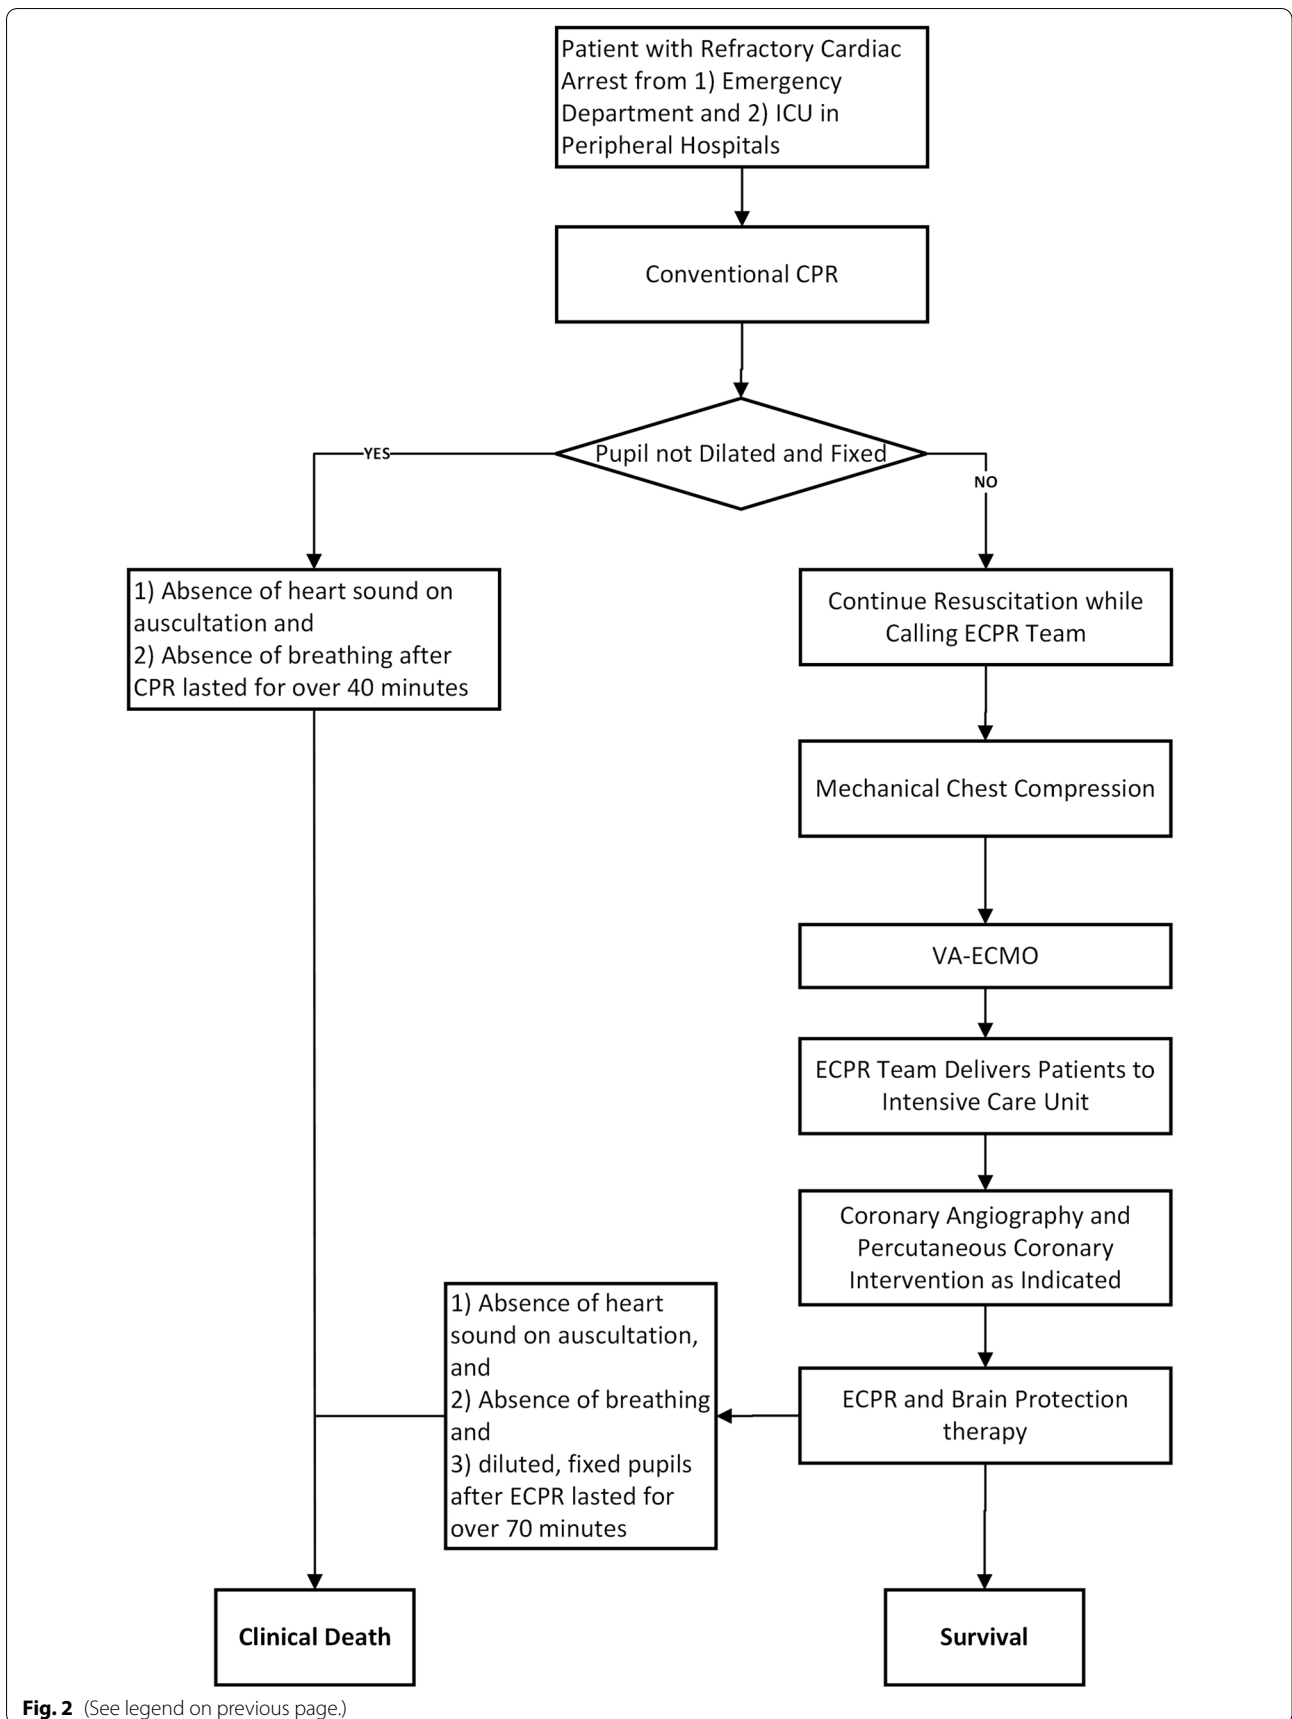 Patient with Refractory Cardiac
Arrest from 1) Emergency
Department and 2) ICU in
Peripheral Hospitals
Conventional CPR
Pupil not Dilated and Fixed
YES
NO
1) Absence of heart sound on
auscultation and
2) Absence of breathing after
CPR lasted for over 40 minutes
Continue Resuscitation while
Calling ECPR Team
Mechanical Chest Compression
VA-ECMO
ECPR Team Delivers Patients to
Intensive Care Unit
Coronary Angiography and
Percutaneous Coronary
Intervention as Indicated
1) Absence of heart
sound on auscultation,
and
2) Absence of breathing
and
3) diluted, fixed pupils
after ECPR lasted for
over 70 minutes
ECPR and Brain Protection
therapy
Clinical Death
Survival
Fig. 2 (See legend on previous page.)